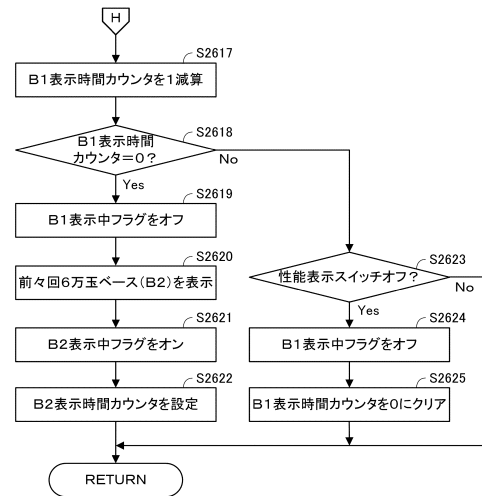 H
S2617
B1表示時間カウンタを1減算
S2618
B1表示時間
カウンタ=0?
No
Yes
S2619
B1表示中フラグをオフ
S2620
前々回6万玉ベース(B2)を表示
S2621
B2表示中フラグをオン
S2622
B2表示時間カウンタを設定
S2623
性能表示スイッチオフ?
No
Yes
S2624
B1表示中フラグをオフ
S2625
B1表示時間カウンタを0にクリア
RETURN